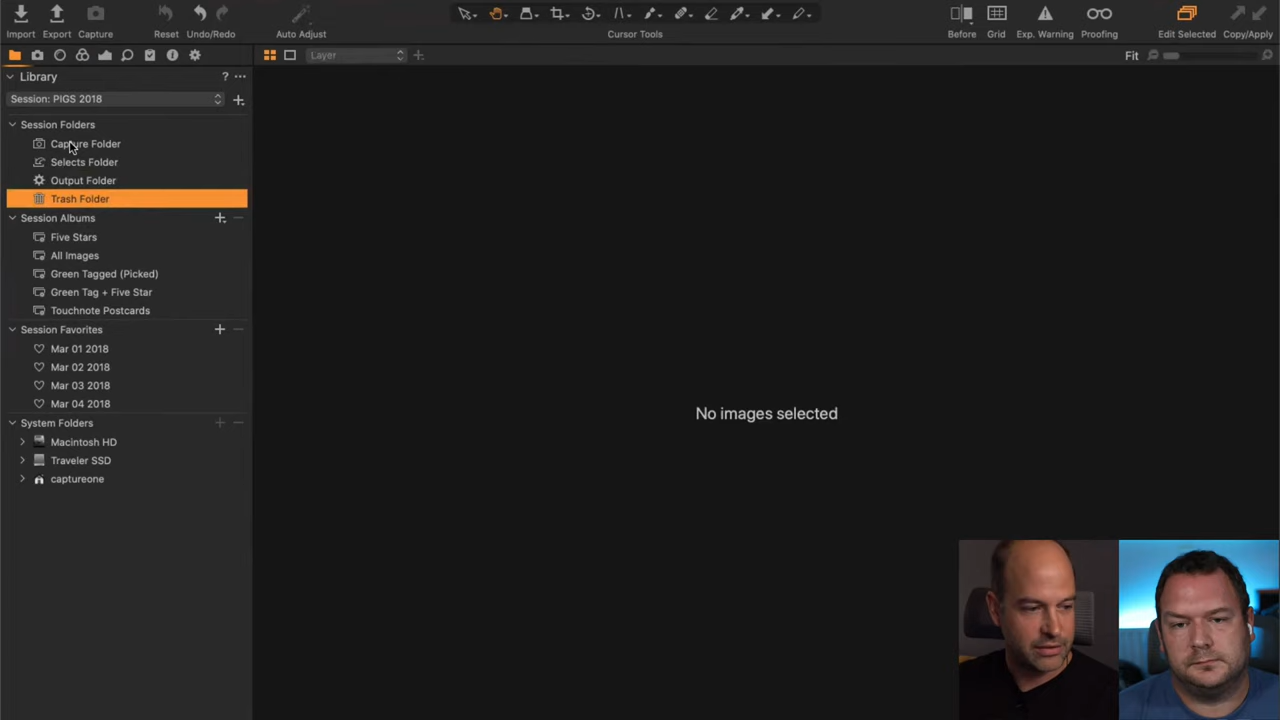 Import
Export
Capture
Reset
Undo/Redo
Auto Adjust
Cursor Tools
Before
Grid
Exp. Warning
Proofing
Edit Selected
Copy/Apply
Layer
Fit
Library
? ...
Session: PIGS 2018
Session Folders
Capture Folder
Selects Folder
Output Folder
Trash Folder
Session Albums
Five Stars
All Images
Green Tagged (Picked)
Green Tag + Five Star
Touchnote Postcards
Session Favorites
Mar 01 2018
Mar 02 2018
Mar 03 2018
Mar 04 2018
System Folders
Macintosh HD
Traveler SSD
captureone
No images selected